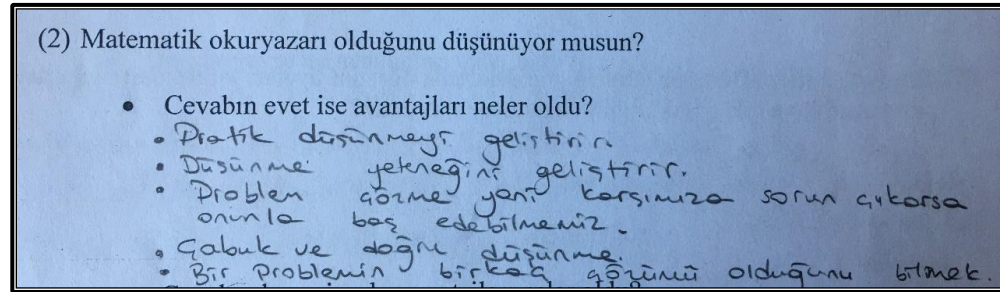 (2) Matematik okuryazarı olduğunu düşünüyor musun?
• Cevabın evet ise avantajları neler oldu?
• Pratik düşünmeyi geliştirir.
• Düşünme yeteneğini geliştirir.
• Problem çözme yani karşımıza sorun çıkarsa
onunla baş edebilmemiz.
• Çabuk ve doğru düşünme.
• Bir problemin birkaç çözümü olduğunu bilmek.